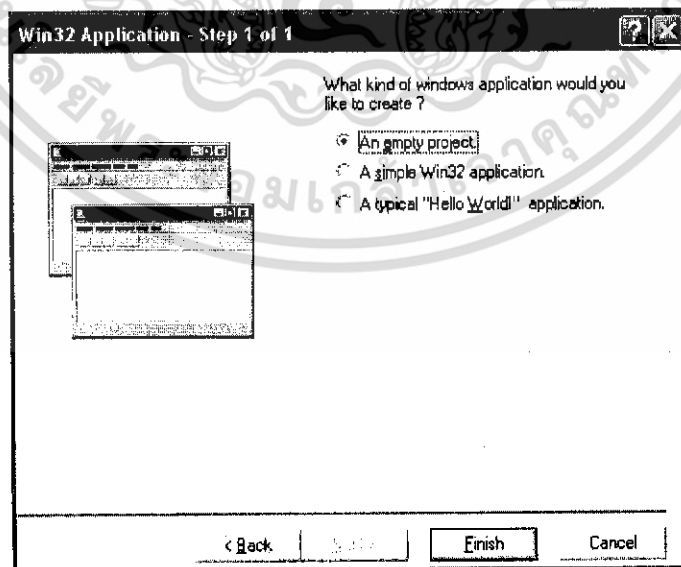 Win32 Application - Step 1 of 1
What kind of windows application would you
like to create ?
An empty project.
A simple Win32 application.
A typical "Hello World!" application.
< Back
Finish
Cancel